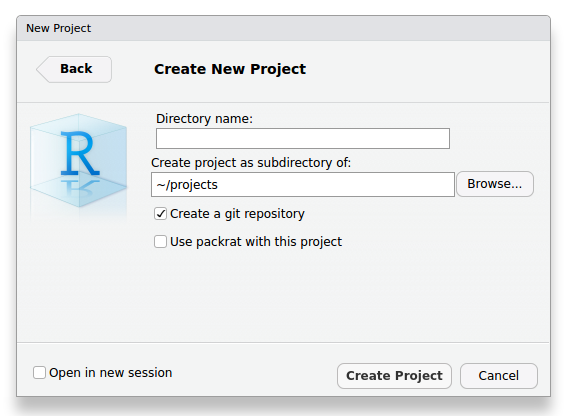 New Project
Back
Create New Project
R
Directory name:
Create project as subdirectory of:
~/projects
Browse...
Create a git repository
Use packrat with this project
Open in new session
Create Project
Cancel